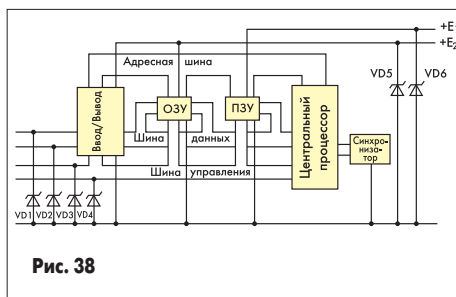 +E
+E₂
Адресная шина
VD5
VD6
Ввод/Вывод
ОЗУ
ПЗУ
Центральный
процессор
Шина данных
Синхро-
низа-
тор
Шина управления
VD1
VD2
VD3
VD4
Рис. 38